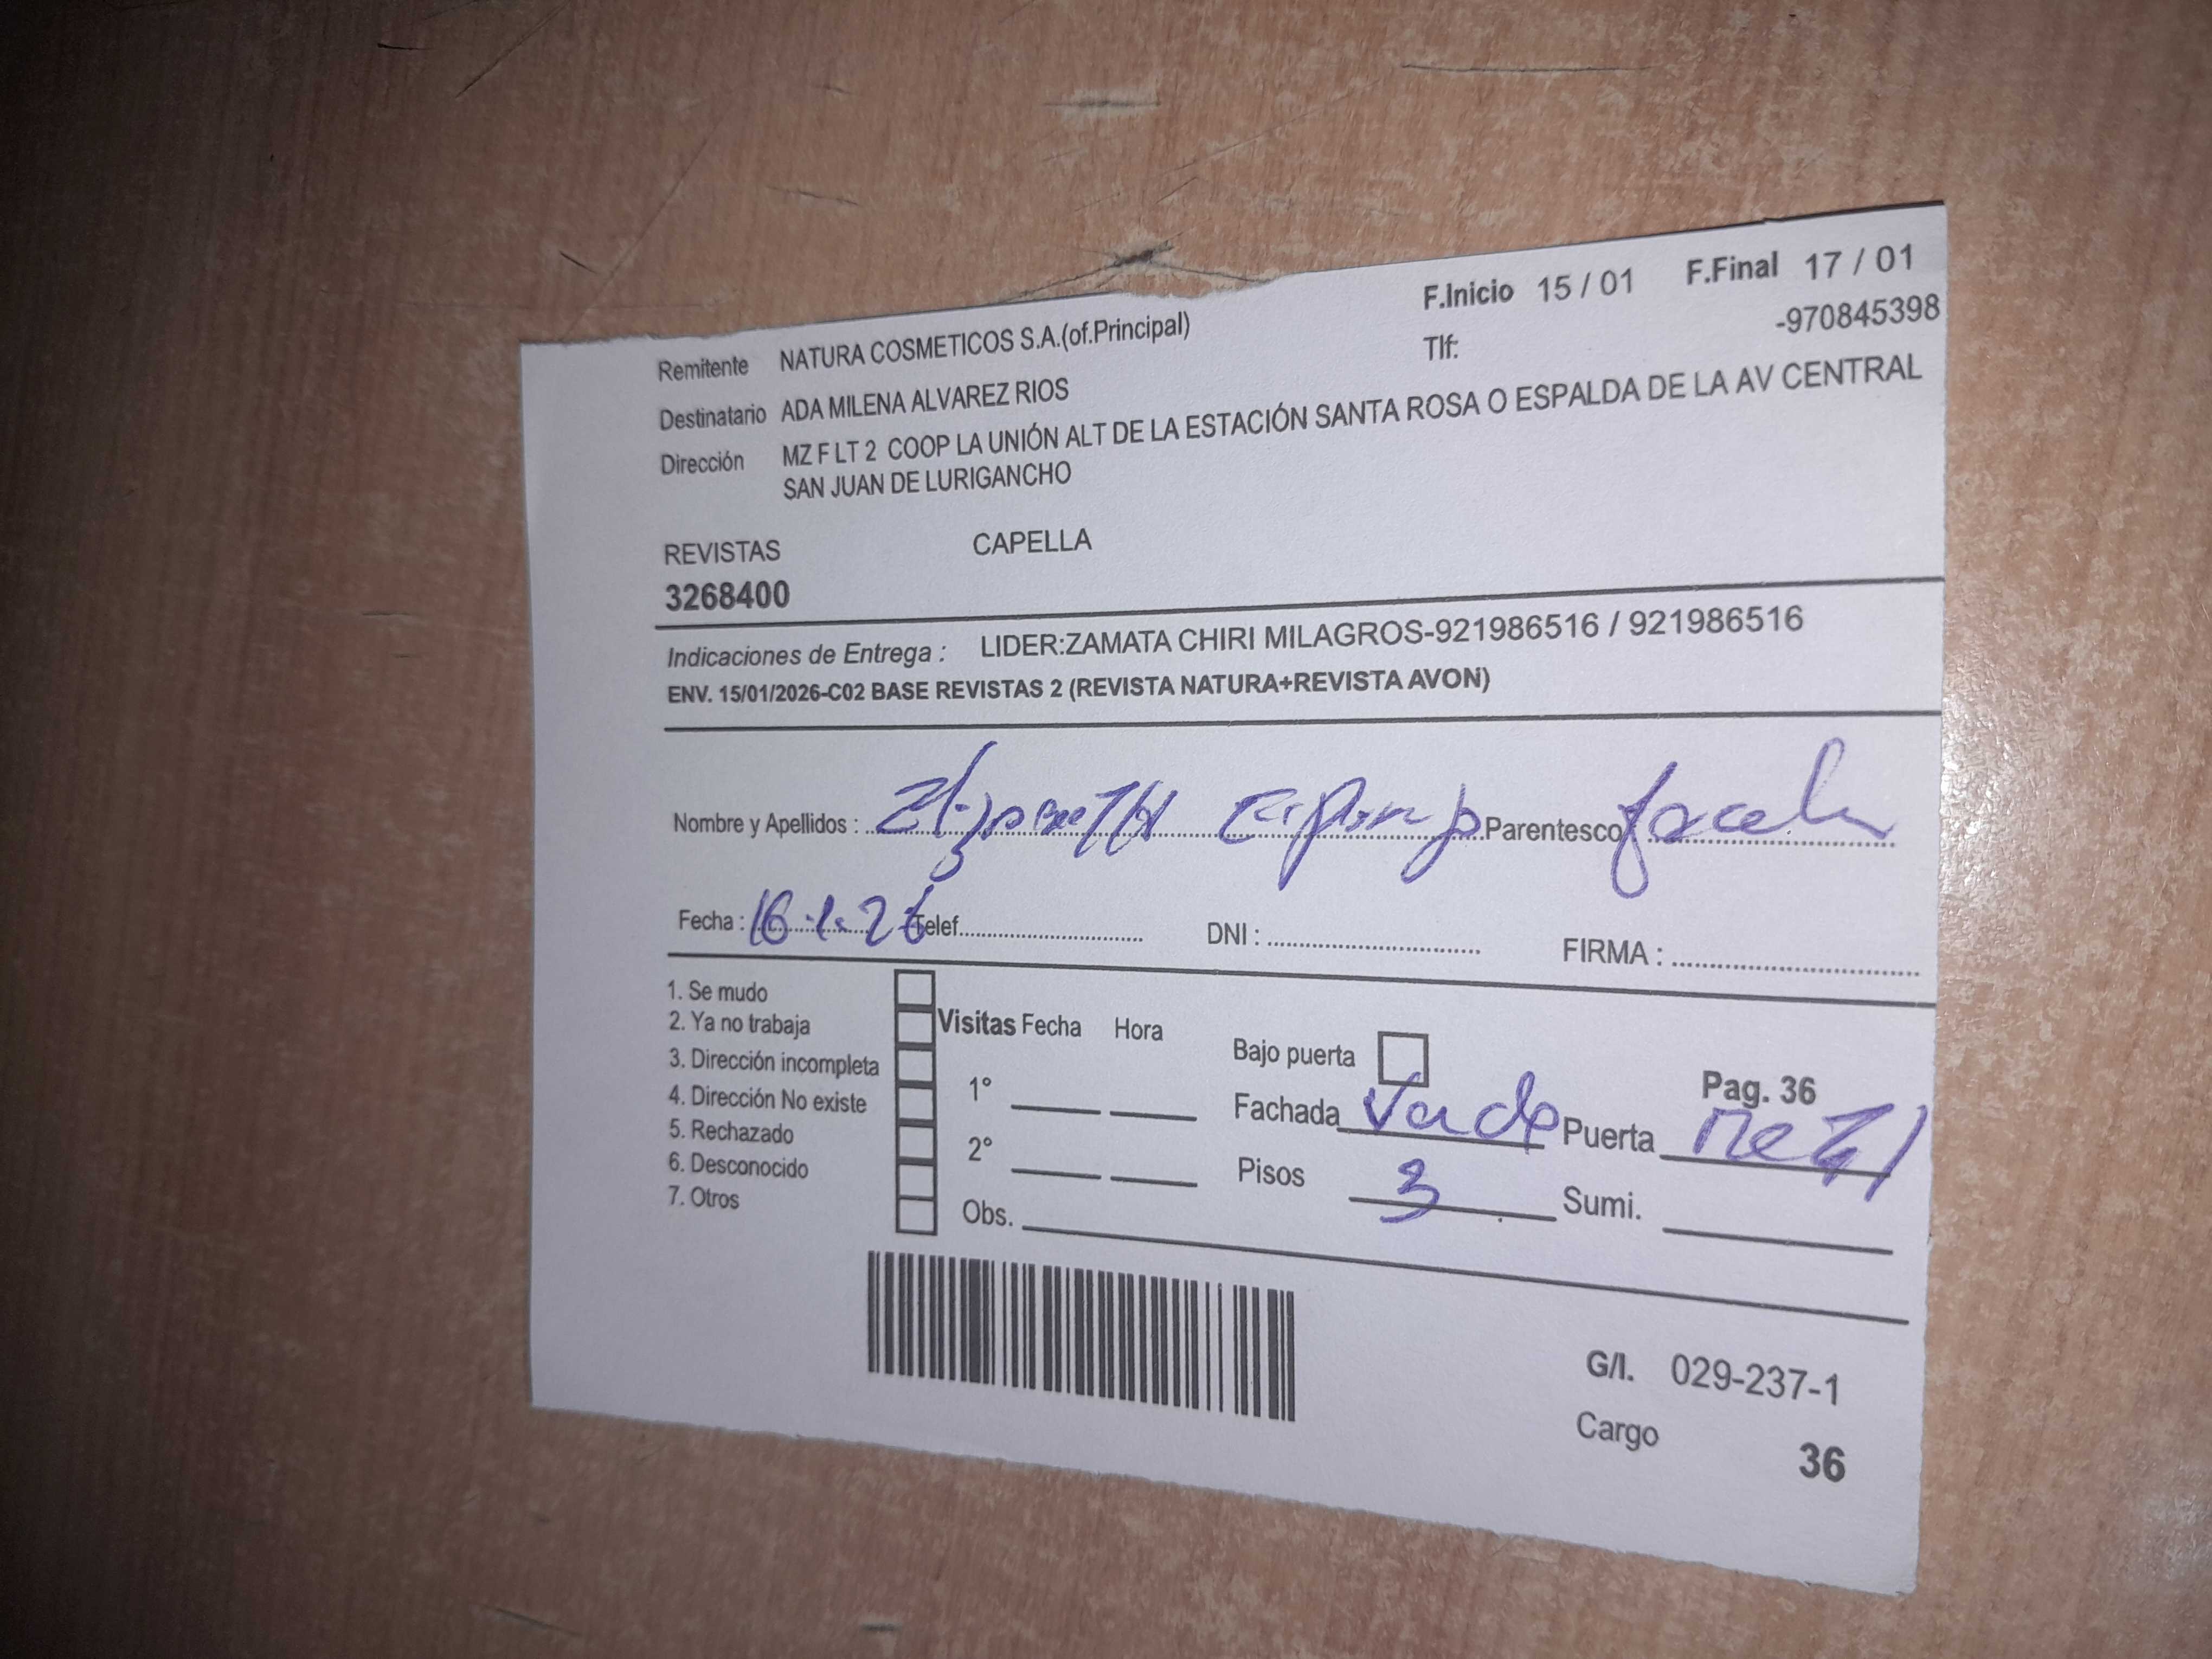 F.Inicio 15 / 01 F.Final 17 / 01
Remitente NATURA COSMETICOS S.A.(of.Principal) Tlf: -970845398
Destinatario ADA MILENA ALVAREZ RIOS
Dirección MZ F LT 2 COOP LA UNIÓN ALT DE LA ESTACIÓN SANTA ROSA O ESPALDA DE LA AV CENTRAL
SAN JUAN DE LURIGANCHO
REVISTAS CAPELLA
3268400
Indicaciones de Entrega : LIDER:ZAMATA CHIRI MILAGROS-921986516 / 921986516
ENV. 15/01/2026-C02 BASE REVISTAS 2 (REVISTA NATURA+REVISTA AVON)
Nombre y Apellidos : Parentesco
Fecha : 16-1-26 Telef. DNI : FIRMA :
1. Se mudo
2. Ya no trabaja Visitas Fecha Hora
3. Dirección incompleta Bajo puerta Pag. 36
4. Dirección No existe 1° Fachada Puerta
5. Rechazado
6. Desconocido 2° Pisos 3 Sumi.
7. Otros Obs.
G/I. 029-237-1
Cargo 36